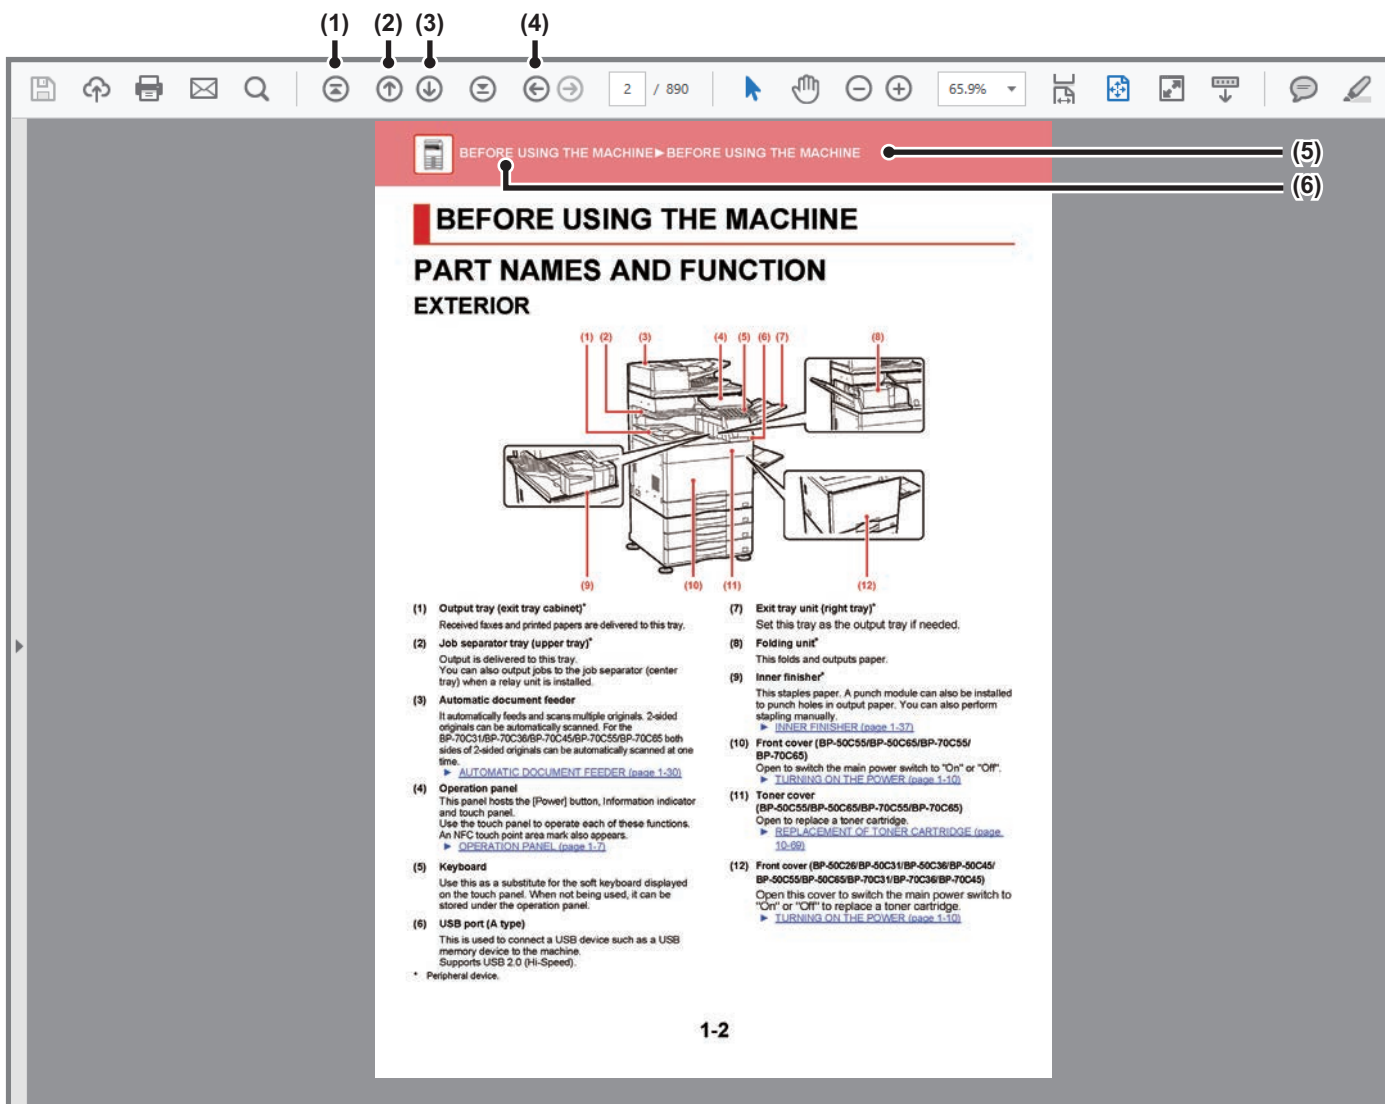 (1) (2) (3) (4)
2 / 890 65.9%
BEFORE USING THE MACHINE►BEFORE USING THE MACHINE
(5)
(6)
BEFORE USING THE MACHINE
PART NAMES AND FUNCTION
EXTERIOR
(1) (2) (3) (4) (5) (6) (7) (8)
(9) (10) (11) (12)
(1) Output tray (exit tray cabinet)*
Received faxes and printed papers are delivered to this tray.
(2) Job separator tray (upper tray)*
Output is delivered to this tray.
You can also output jobs to the job separator (center
tray) when a relay unit is installed.
(3) Automatic document feeder
It automatically feeds and scans multiple originals. 2-sided
originals can be automatically scanned. For the
BP-70C31/BP-70C36/BP-70C45/BP-70C55/BP-70C65 both
sides of 2-sided originals can be automatically scanned at one
time.
► AUTOMATIC DOCUMENT FEEDER (page 1-30)
(4) Operation panel
This panel hosts the [Power] button, Information indicator
and touch panel.
Use the touch panel to operate each of these functions.
An NFC touch point area mark also appears.
► OPERATION PANEL (page 1-7)
(5) Keyboard
Use this as a substitute for the soft keyboard displayed
on the touch panel. When not being used, it can be
stored under the operation panel.
(6) USB port (A type)
This is used to connect a USB device such as a USB
memory device to the machine.
Supports USB 2.0 (Hi-Speed).
* Peripheral device.
(7) Exit tray unit (right tray)*
Set this tray as the output tray if needed.
(8) Folding unit*
This folds and outputs paper.
(9) Inner finisher*
This staples paper. A punch module can also be installed
to punch holes in output paper. You can also perform
stapling manually.
► INNER FINISHER (page 1-37)
(10) Front cover (BP-50C55/BP-50C65/BP-70C55/
BP-70C65)
Open to switch the main power switch to "On" or "Off".
► TURNING ON THE POWER (page 1-10)
(11) Toner cover
(BP-50C55/BP-50C65/BP-70C55/BP-70C65)
Open to replace a toner cartridge.
► REPLACEMENT OF TONER CARTRIDGE (page
10-69)
(12) Front cover (BP-50C26/BP-50C31/BP-50C36/BP-50C45/
BP-50C55/BP-50C65/BP-70C31/BP-70C36/BP-70C45)
Open this cover to switch the main power switch to
"On" or "Off" to replace a toner cartridge.
► TURNING ON THE POWER (page 1-10)
1-2